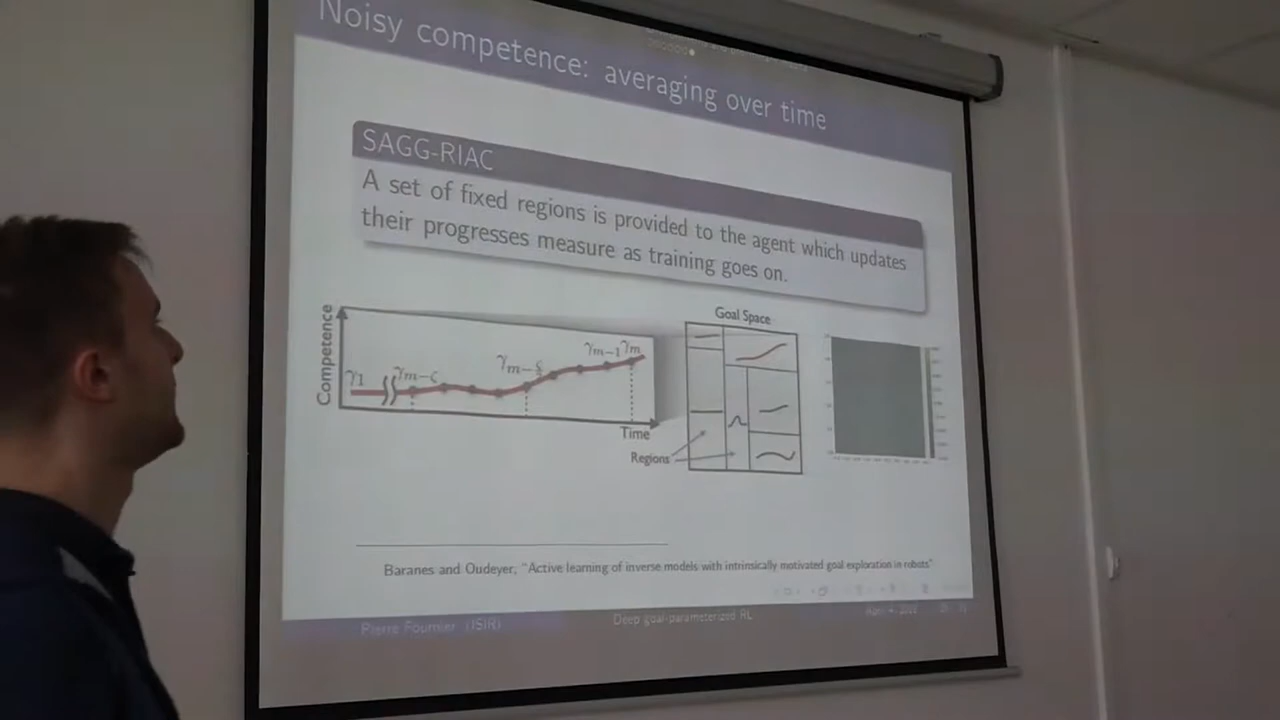 Noisy competence: averaging over time
SAGG-RIAC
A set of fixed regions is provided to the agent which updates
their progresses measure as training goes on.
Competence
γ1
γm−ζ
γm−ζ/2
γm−1
γm
Time
Goal Space
Regions
Baranes and Oudeyer, "Active learning of inverse models with intrinsically motivated goal exploration in robots"
Pierre Fournier (ISIR)
Deep goal-parameterized RL